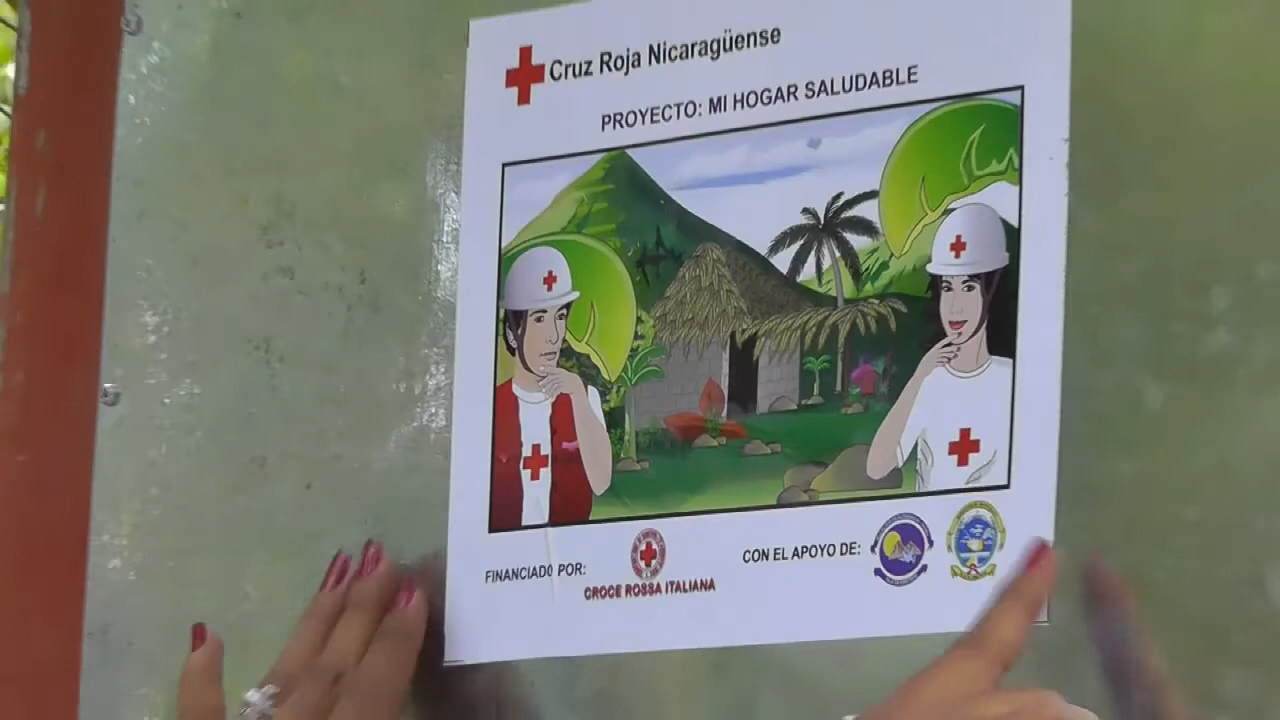 Cruz Roja Nicaragüense
PROYECTO: MI HOGAR SALUDABLE
FINANCIADO POR:
CROCE ROSSA ITALIANA
CON EL APOYO DE: